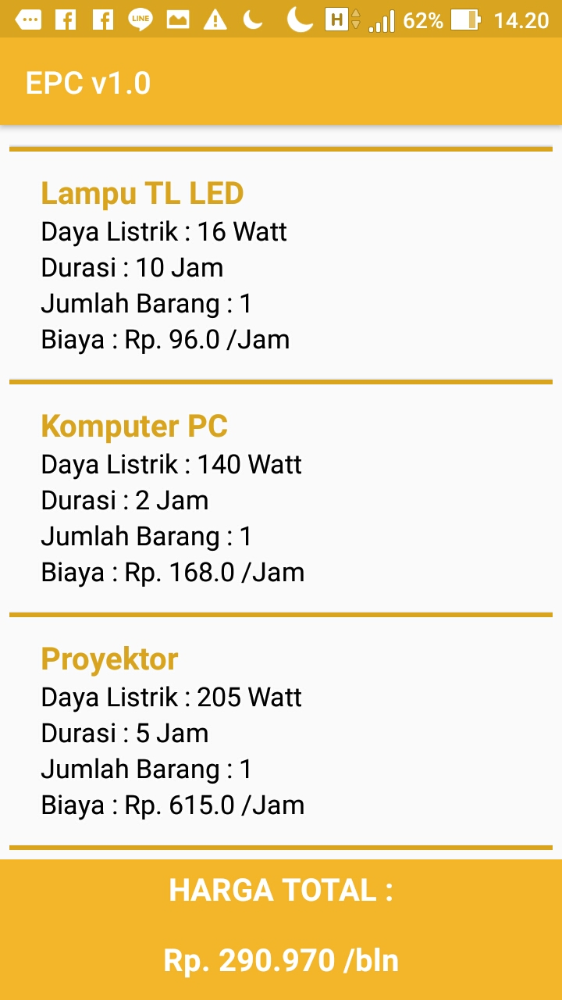 LINE
H
62%
14.20
EPC v1.0
Lampu TL LED
Daya Listrik : 16 Watt
Durasi : 10 Jam
Jumlah Barang : 1
Biaya : Rp. 96.0 /Jam
Komputer PC
Daya Listrik : 140 Watt
Durasi : 2 Jam
Jumlah Barang : 1
Biaya : Rp. 168.0 /Jam
Proyektor
Daya Listrik : 205 Watt
Durasi : 5 Jam
Jumlah Barang : 1
Biaya : Rp. 615.0 /Jam
HARGA TOTAL :
Rp. 290.970 /bln